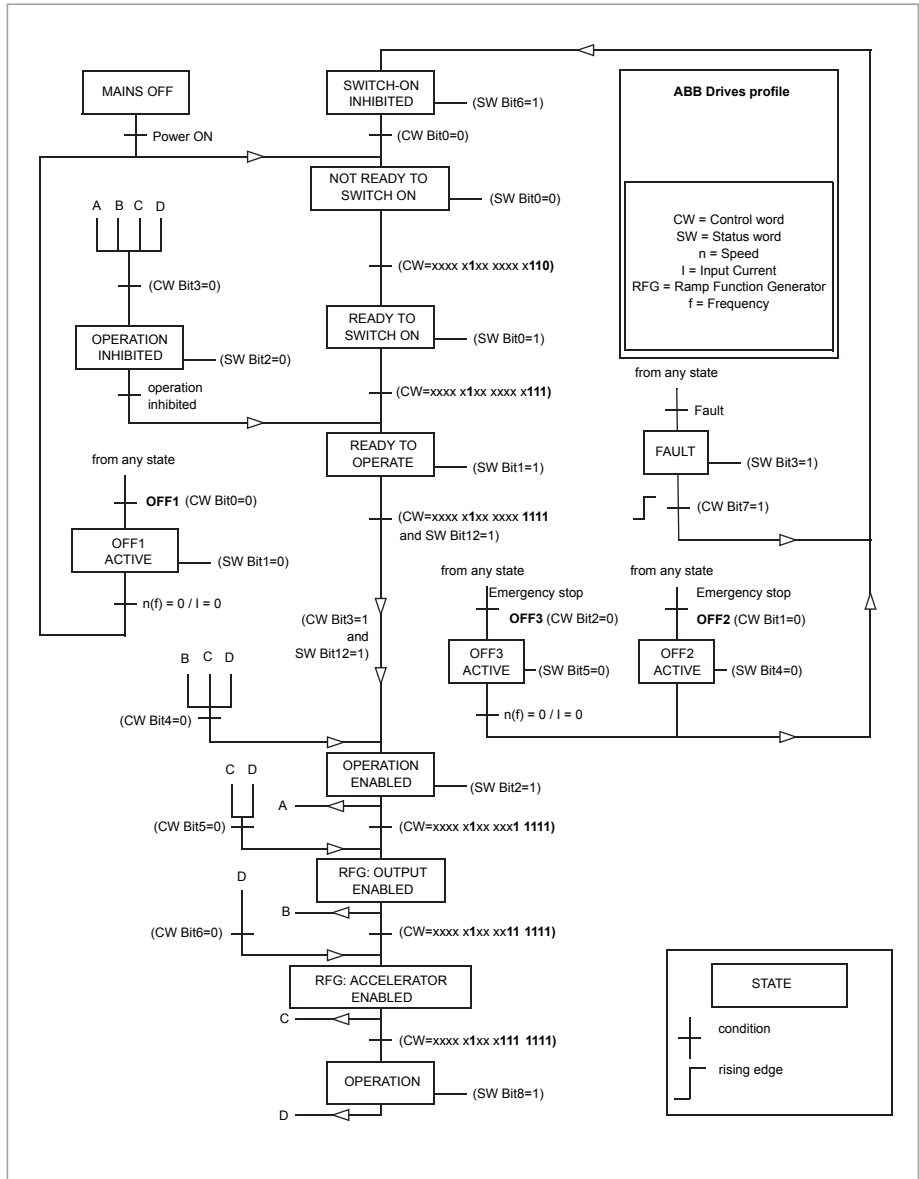 MAINS OFF
Power ON
SWITCH-ON
INHIBITED
(SW Bit6=1)
(CW Bit0=0)
ABB Drives profile
CW = Control word
SW = Status word
n = Speed
I = Input Current
RFG = Ramp Function Generator
f = Frequency
NOT READY TO
SWITCH ON
(SW Bit0=0)
A B C D
(CW Bit3=0)
OPERATION
INHIBITED
(SW Bit2=0)
operation
inhibited
(CW=xxxx x1xx xxxx x110)
READY TO
SWITCH ON
(SW Bit0=1)
(CW=xxxx x1xx xxxx x111)
READY TO
OPERATE
(SW Bit1=1)
from any state
Fault
FAULT
(SW Bit3=1)
(CW Bit7=1)
from any state
OFF1 (CW Bit0=0)
OFF1
ACTIVE
(SW Bit1=0)
n(f) = 0 / I = 0
(CW=xxxx x1xx xxxx 1111
and SW Bit12=1)
(CW Bit3=1
and
SW Bit12=1)
from any state
Emergency stop
OFF3 (CW Bit2=0)
OFF3
ACTIVE
(SW Bit5=0)
n(f) = 0 / I = 0
from any state
Emergency stop
OFF2 (CW Bit1=0)
OFF2
ACTIVE
(SW Bit4=0)
B C D
(CW Bit4=0)
OPERATION
ENABLED
(SW Bit2=1)
A
C D
(CW Bit5=0)
(CW=xxxx x1xx xxx1 1111)
RFG: OUTPUT
ENABLED
B
D
(CW Bit6=0)
(CW=xxxx x1xx xx11 1111)
RFG: ACCELERATOR
ENABLED
C
(CW=xxxx x1xx x111 1111)
OPERATION
(SW Bit8=1)
D
STATE
condition
rising edge